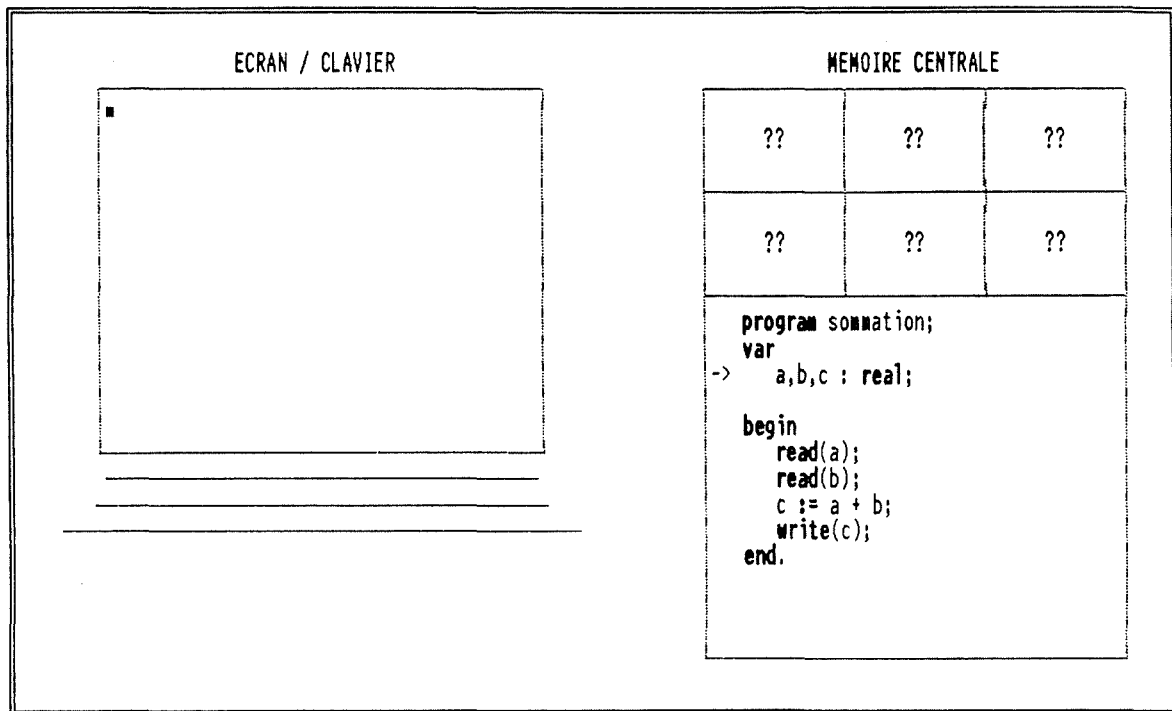 ECRAN / CLAVIER
MEMOIRE CENTRALE
?? ?? ??
?? ?? ??
program sommation;
var
-> a,b,c : real;
begin
read(a);
read(b);
c := a + b;
write(c);
end.